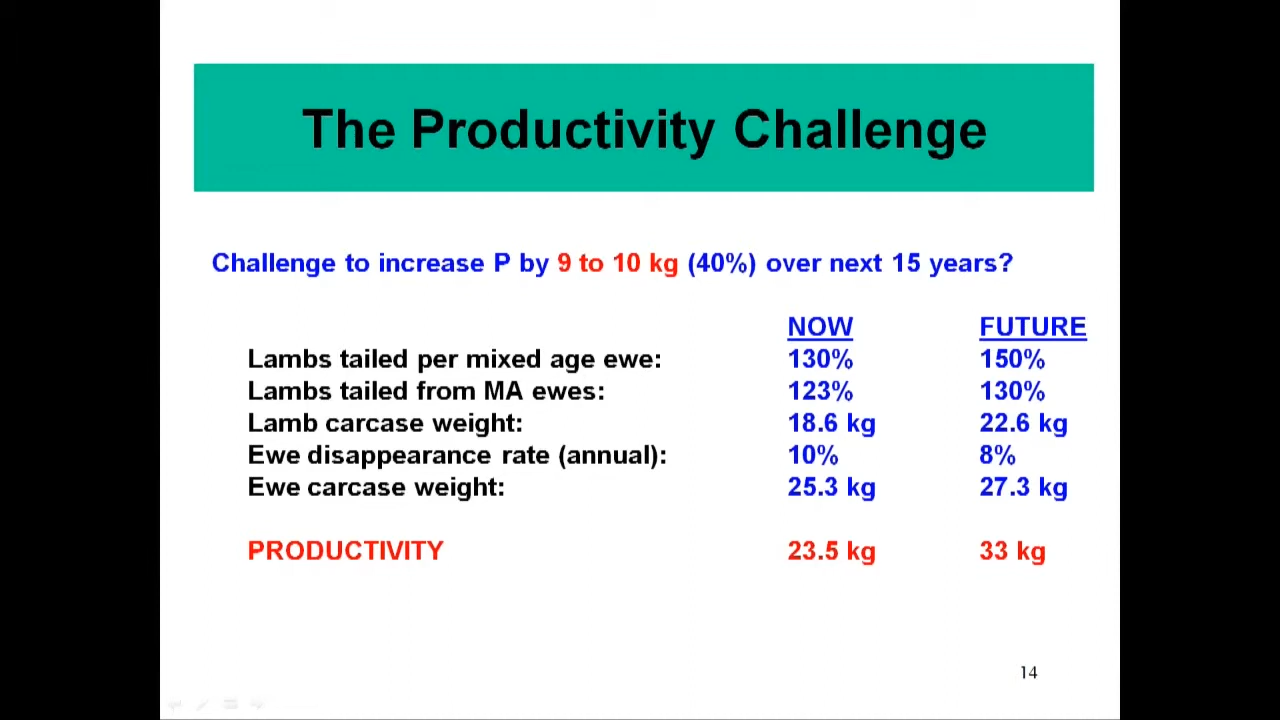 The Productivity Challenge
Challenge to increase P by 9 to 10 kg (40%) over next 15 years?
NOW FUTURE
Lambs tailed per mixed age ewe: 130% 150%
Lambs tailed from MA ewes: 123% 130%
Lamb carcase weight: 18.6 kg 22.6 kg
Ewe disappearance rate (annual): 10% 8%
Ewe carcase weight: 25.3 kg 27.3 kg
PRODUCTIVITY 23.5 kg 33 kg
14